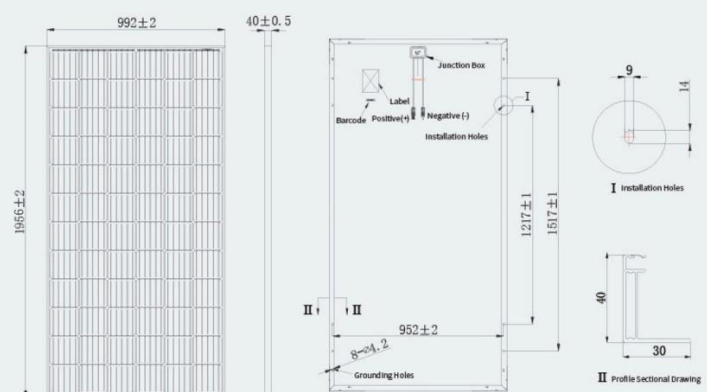 992±2
40±0.5
1956±2
Junction Box
Label
Barcode
Positive(+)
Negative (-)
I
Installation Holes
1217±1
1517±1
II
II
952±2
8-ø4.2
Grounding Holes
9
14
I Installation Holes
40
30
II Profile Sectional Drawing